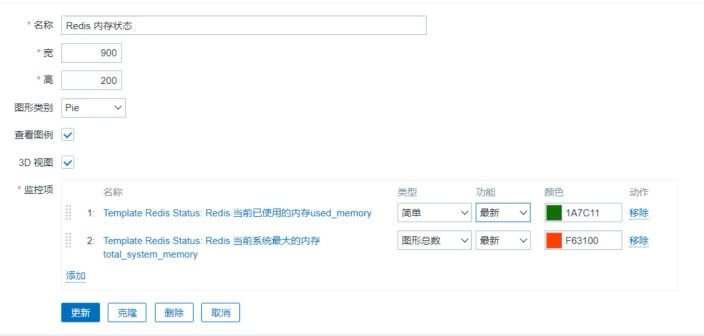 * 名称 Redis 内存状态
* 宽 900
* 高 200
图形类别 Pie
查看图例
3D 视图
* 监控项 名称 类型 功能 颜色 动作
1: Template Redis Status: Redis 当前已使用的内存used_memory 简单 最新 1A7C11 移除
2: Template Redis Status: Redis 当前系统最大的内存 图形总数 最新 F63100 移除
total_system_memory
添加
更新 克隆 删除 取消